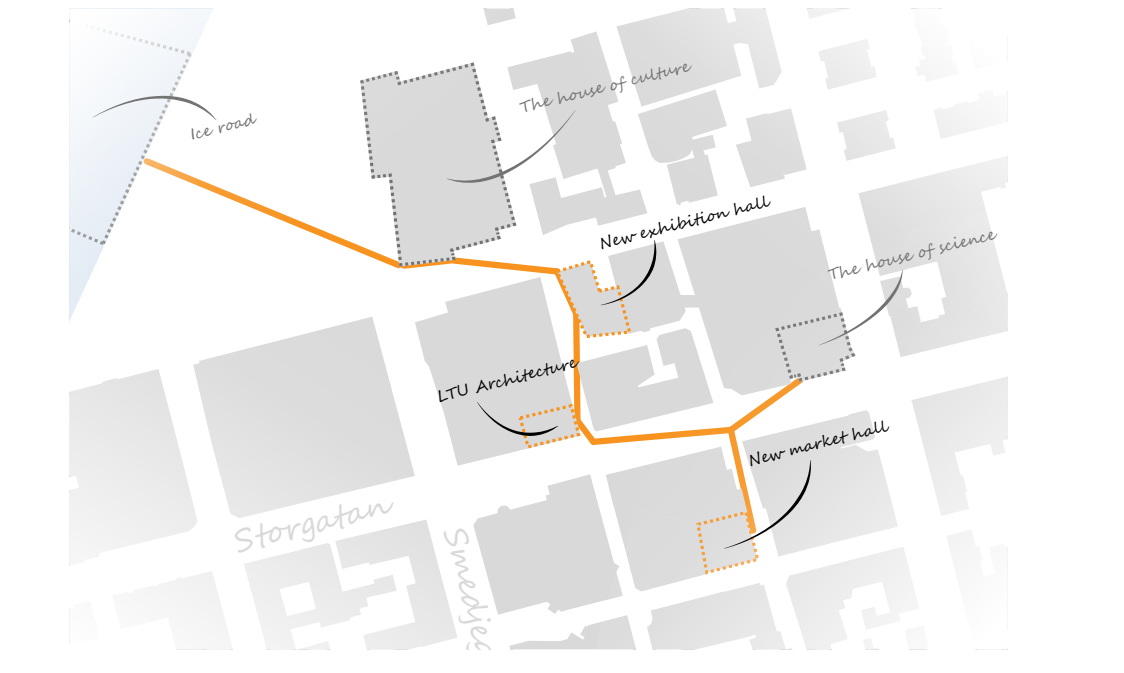 The house of culture
Ice road
New exhibition hall
The house of science
LTU Architecture
New market hall
Storgatan
Smedjeg